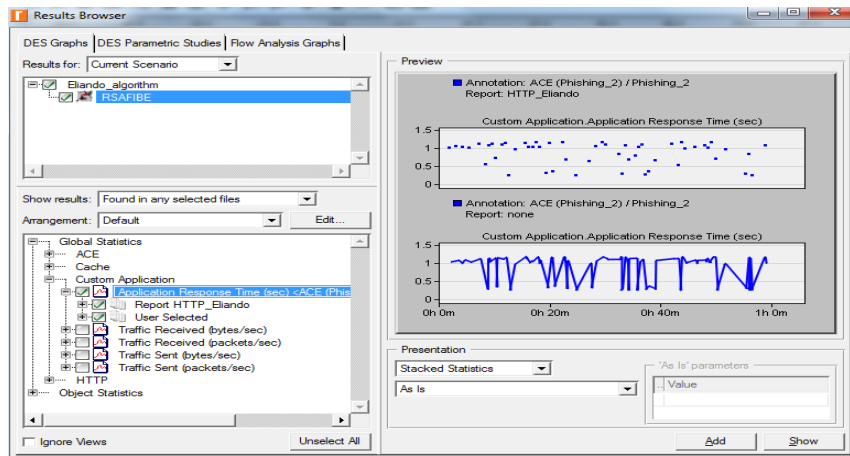 Results Browser
DES Graphs DES Parametric Studies Flow Analysis Graphs
Results for: Current Scenario
Eliando_algorithm
RSAFIBE
Show results: Found in any selected files
Arrangement: Default Edit...
Global Statistics
ACE
Cache
Custom Application
Application Response Time (sec) <ACE (Phis
Report HTTP_Eliando
User Selected
Traffic Received (bytes/sec)
Traffic Received (packets/sec)
Traffic Sent (bytes/sec)
Traffic Sent (packets/sec)
HTTP
Object Statistics
Ignore Views Unselect All
Preview
Annotation: ACE (Phishing_2) / Phishing_2
Report: HTTP_Eliando
Custom Application.Application Response Time (sec)
1.5
1
0.5
0
Annotation: ACE (Phishing_2) / Phishing_2
Report: none
Custom Application.Application Response Time (sec)
1.5
1
0.5
0
0h 0m 0h 20m 0h 40m 1h 0m
Presentation
Stacked Statistics
As Is
'As Is' parameters
.. Value
Add Show